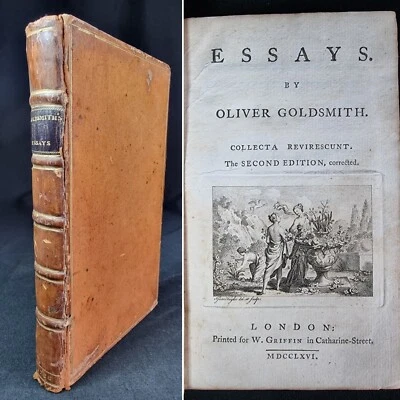 GOLDSMITH'S
ESSAYS
ESSAYS.
BY
OLIVER GOLDSMITH.
COLLECTA REVIRESCUNT.
The SECOND EDITION, corrected.
LONDON:
Printed for W. GRIFFIN in Catharine-Street,
MDCCLXVI.